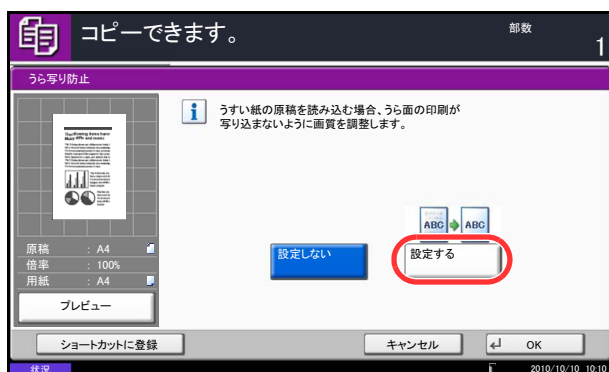 コピーできます。
部数
1
うら写り防止
うすい紙の原稿を読み込む場合、うら面の印刷が
写り込まないように画質を調整します。
ABC ABC
設定しない
設定する
原稿 : A4
倍率 : 100%
用紙 : A4
プレビュー
ショートカットに登録
キャンセル
OK
状況
2010/10/10 10:10